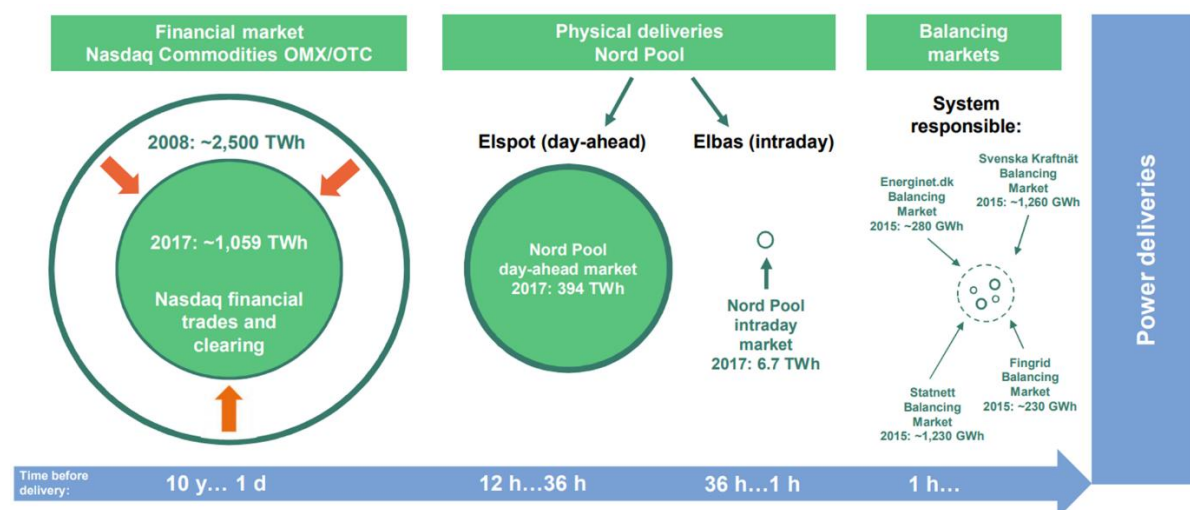 Financial market
Nasdaq Commodities OMX/OTC
2008: ~2,500 TWh
2017: ~1,059 TWh
Nasdaq financial
trades and
clearing
Physical deliveries
Nord Pool
Elspot (day-ahead)
Elbas (intraday)
Nord Pool
day-ahead market
2017: 394 TWh
Nord Pool
intraday
market
2017: 6.7 TWh
Balancing
markets
System
responsible:
Svenska Kraftnät
Balancing
Market
2015: ~1,260 GWh
Energinet.dk
Balancing
Market
2015: ~280 GWh
Statnett
Balancing
Market
2015: ~1,230 GWh
Fingrid
Balancing
Market
2015: ~230 GWh
Power deliveries
Time before
delivery:
10 y… 1 d
12 h…36 h
36 h…1 h
1 h…